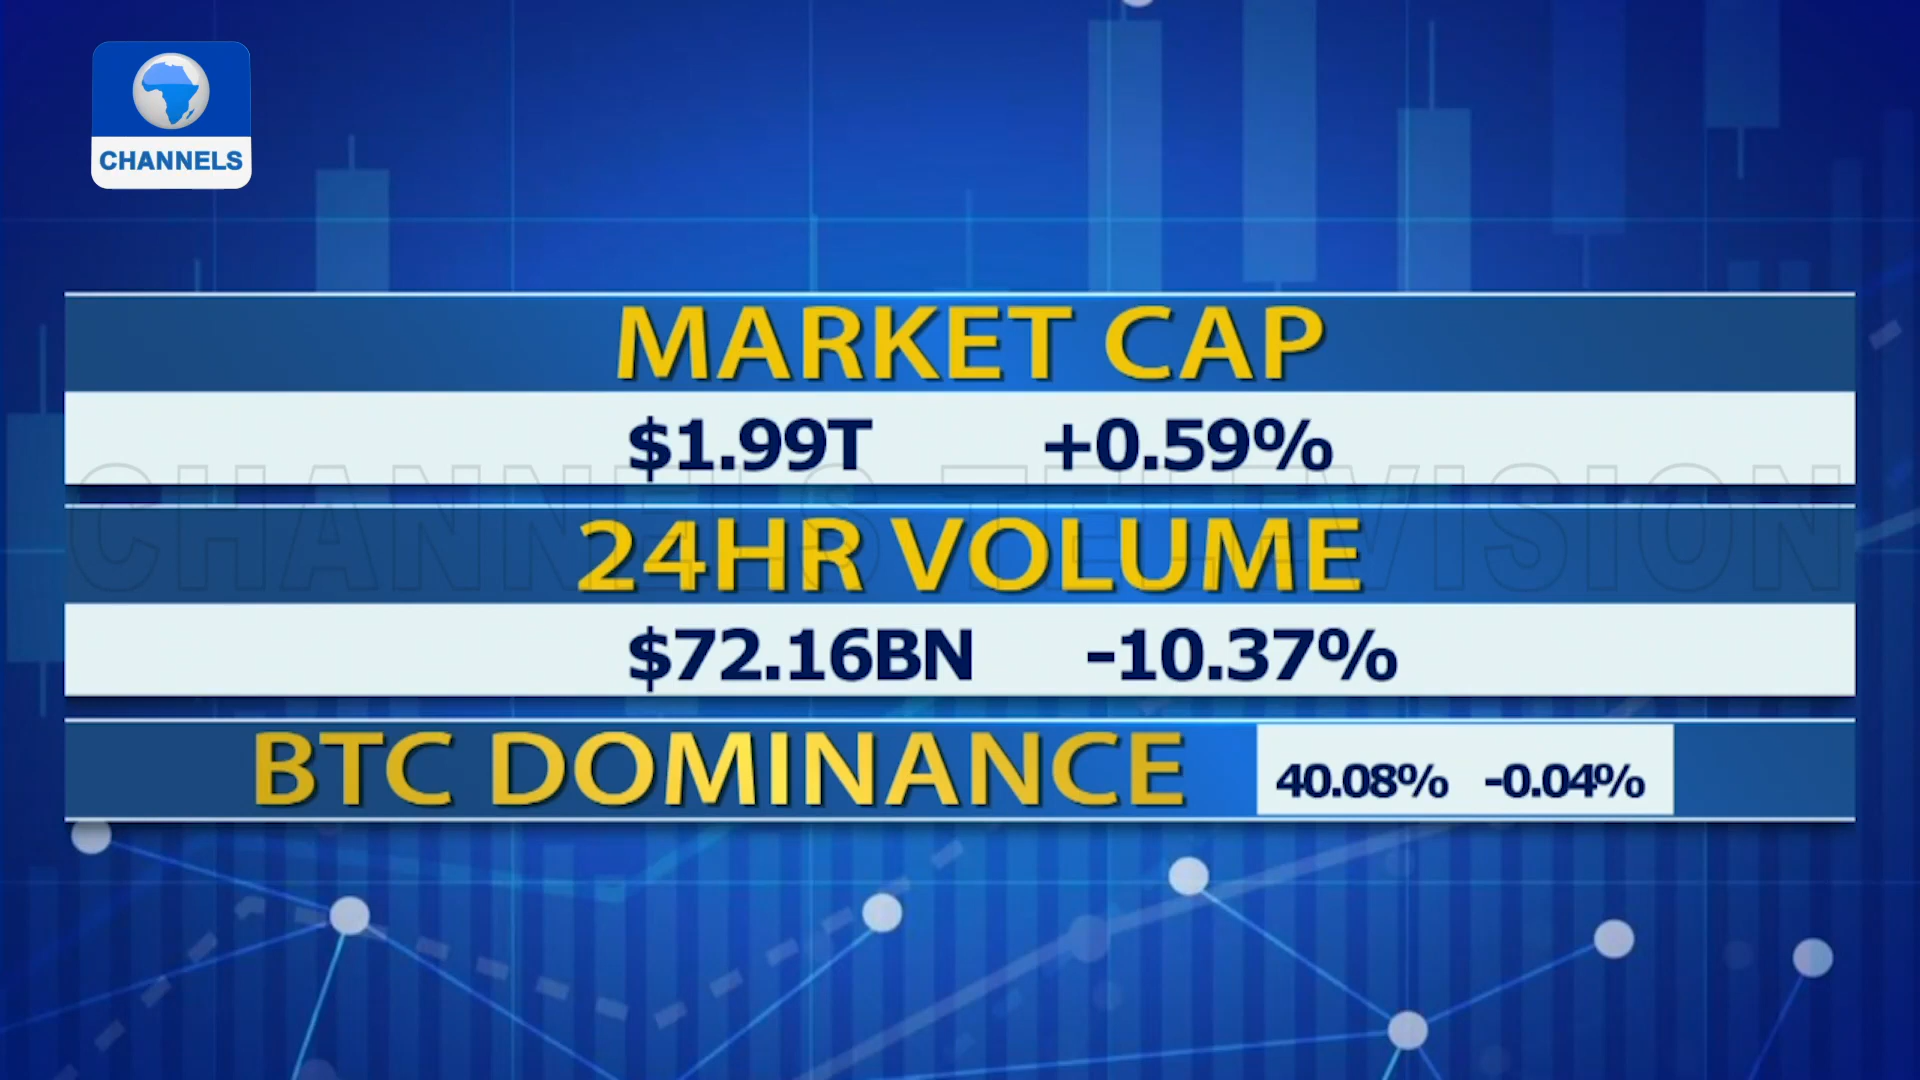 CHANNELS
MARKET CAP
$1.99T +0.59%
CHANNELS TELEVISION
24HR VOLUME
$72.16BN -10.37%
BTC DOMINANCE 40.08% -0.04%